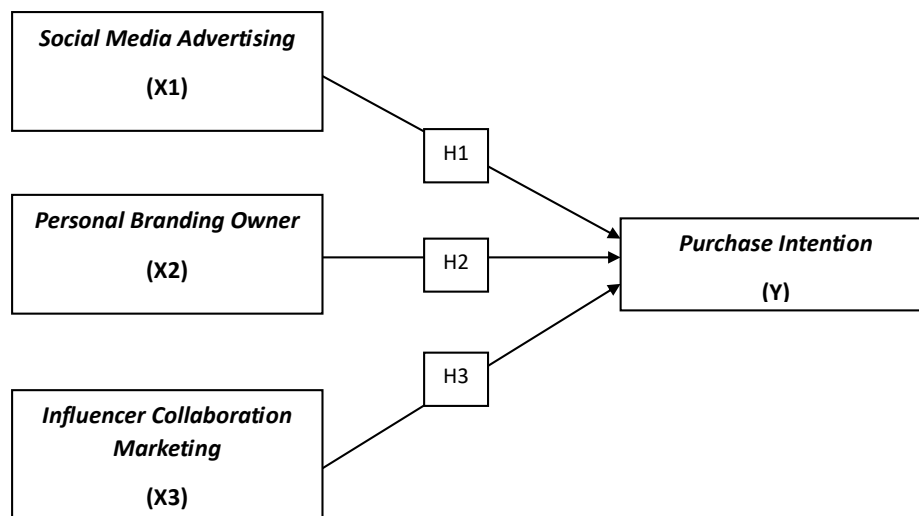 Social Media Advertising
(X1)
H1
Personal Branding Owner
(X2)
H2
Purchase Intention
(Y)
H3
Influencer Collaboration
Marketing
(X3)